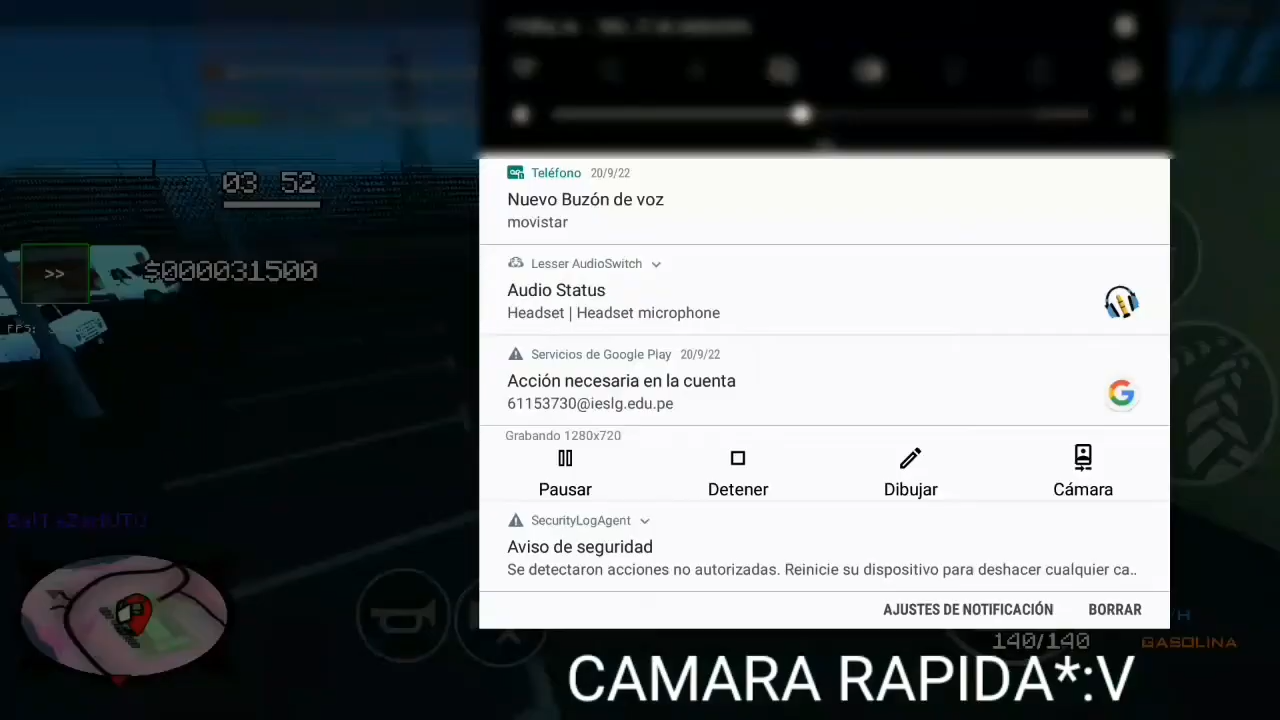 Teléfono 20/9/22
Nuevo Buzón de voz
movistar
03 52
Lesser AudioSwitch
>>
$000031500
Audio Status
Headset | Headset microphone
FPS:
Servicios de Google Play 20/9/22
Acción necesaria en la cuenta
61153730@ieslg.edu.pe
Grabando 1280x720
Pausar Detener Dibujar Cámara
SecurityLogAgent
Aviso de seguridad
Se detectaron acciones no autorizadas. Reinicie su dispositivo para deshacer cualquier ca..
AJUSTES DE NOTIFICACIÓN BORRAR
H
140/140 GASOLINA
CAMARA RAPIDA*:V